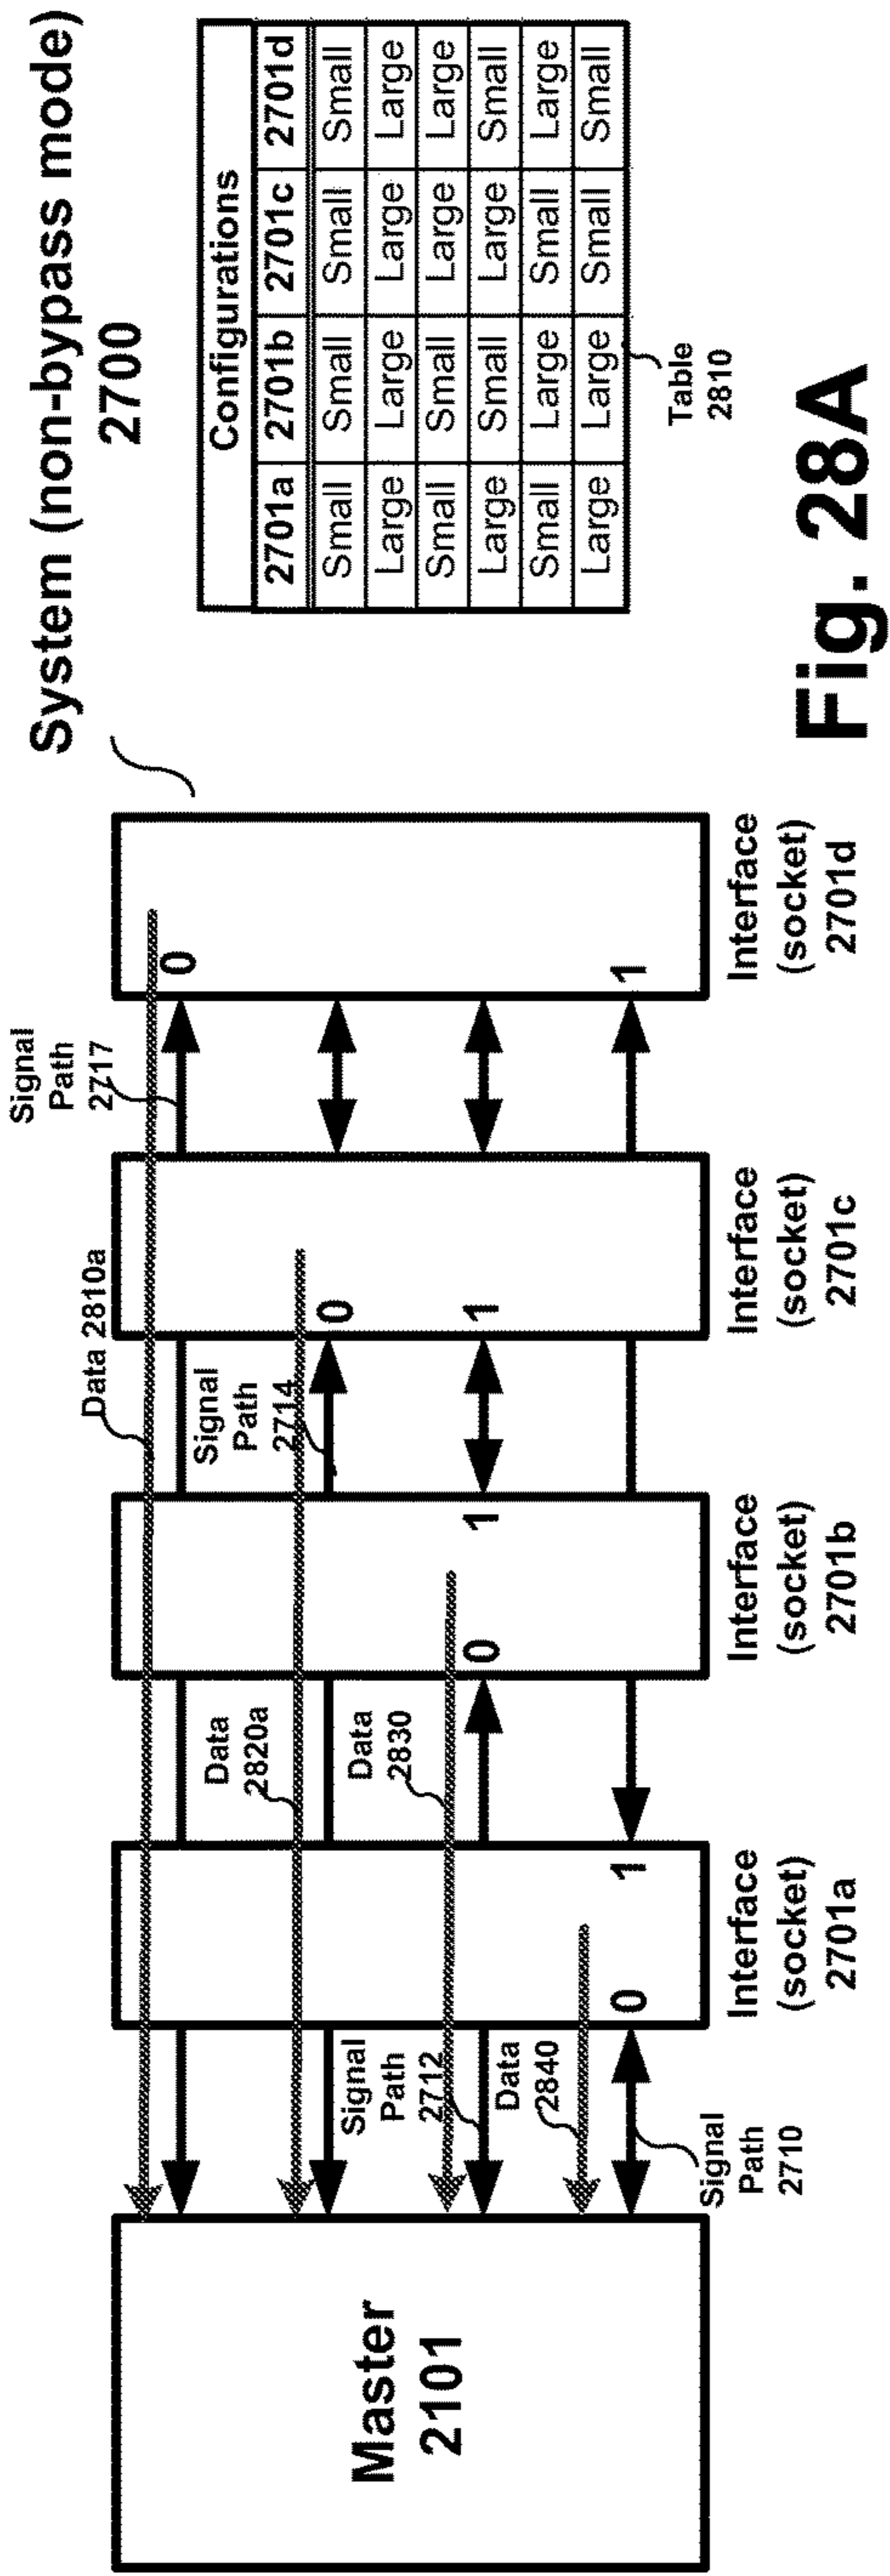 System (non-bypass mode)
2700
Configurations
2701a 2701b 2701c 2701d
Small Small Small Small
Large Large Large Large
Small Small Large Large
Large Small Large Small
Small Large Small Large
Large Large Small Small
Table
2810
Data 2810a
Signal
Path
2717
Signal
Path
2714
Data
2820a
Data
2830
Signal
Path
2712
Data
2840
Signal
Path
2710
0
1
0
1
1
0
1
0
Master
2101
Interface
(socket)
2701a
Interface
(socket)
2701b
Interface
(socket)
2701c
Interface
(socket)
2701d
Fig. 28A